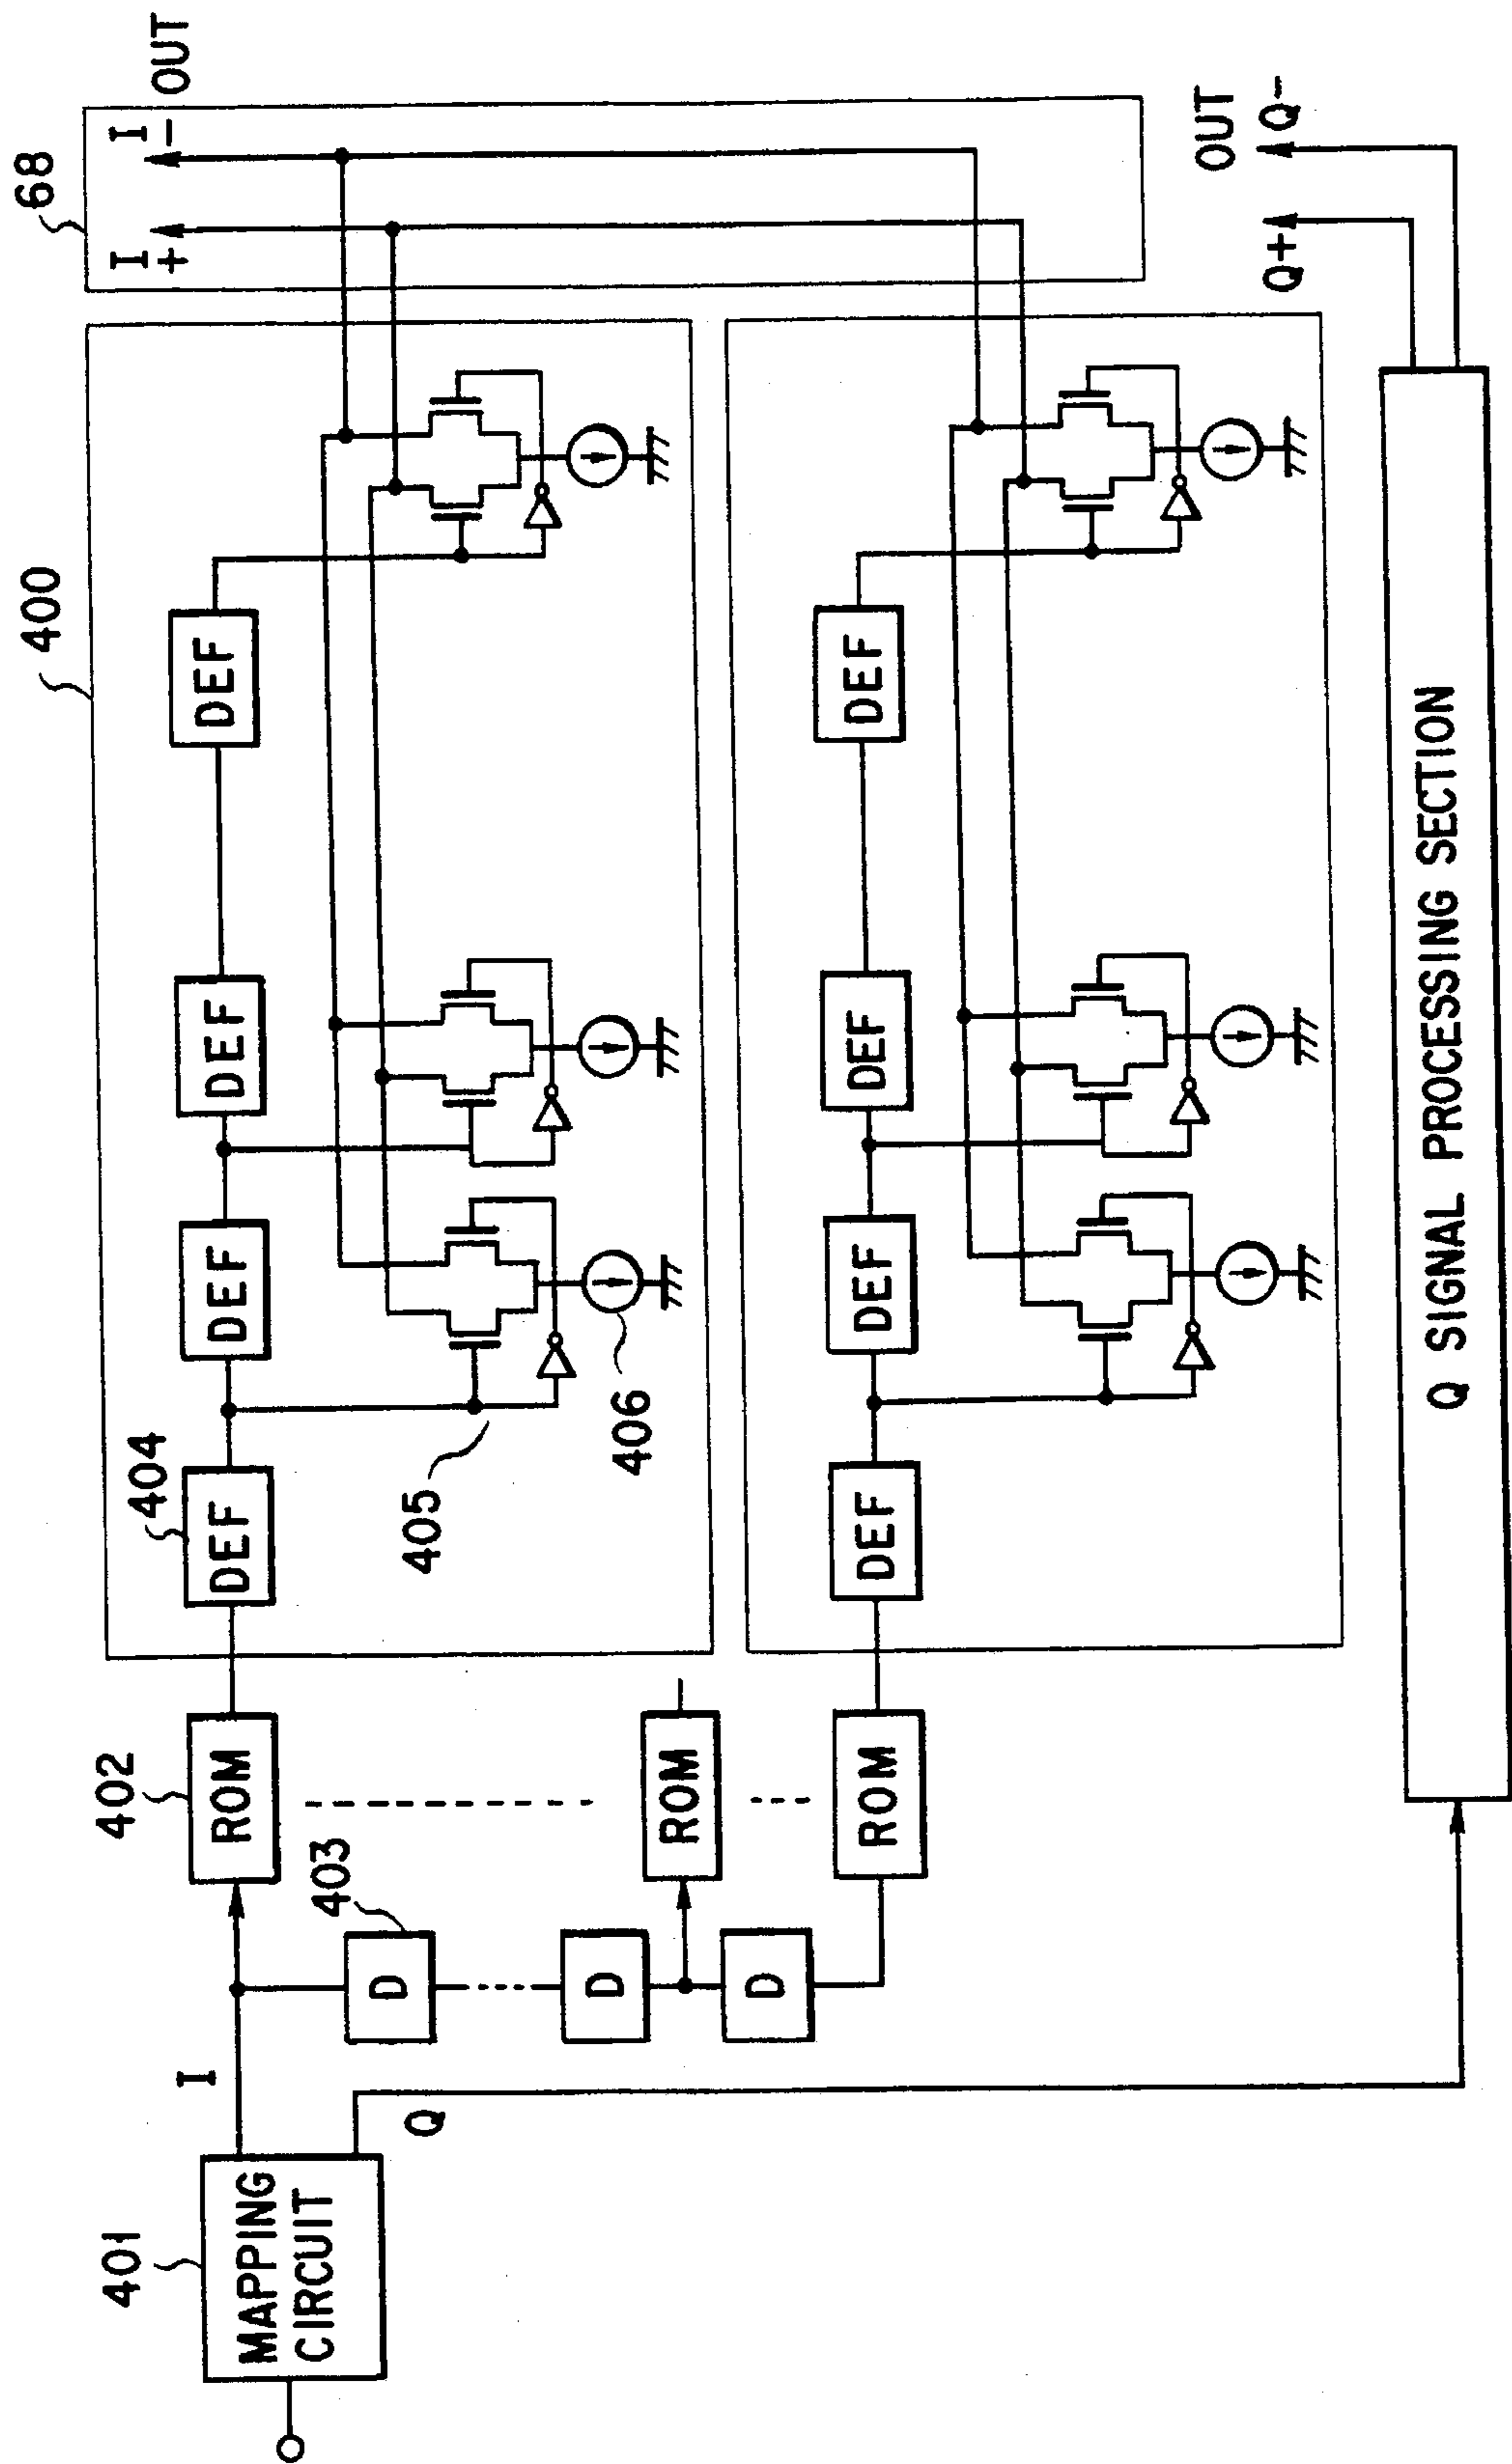 401
MAPPING
CIRCUIT
I
Q
402
ROM
403
D
D
D
ROM
ROM
400
404
DEF
DEF
DEF
DEF
405
406
DEF
DEF
DEF
DEF
68
I
+
I
−
OUT
Q SIGNAL PROCESSING SECTION
Q+
Q-
OUT